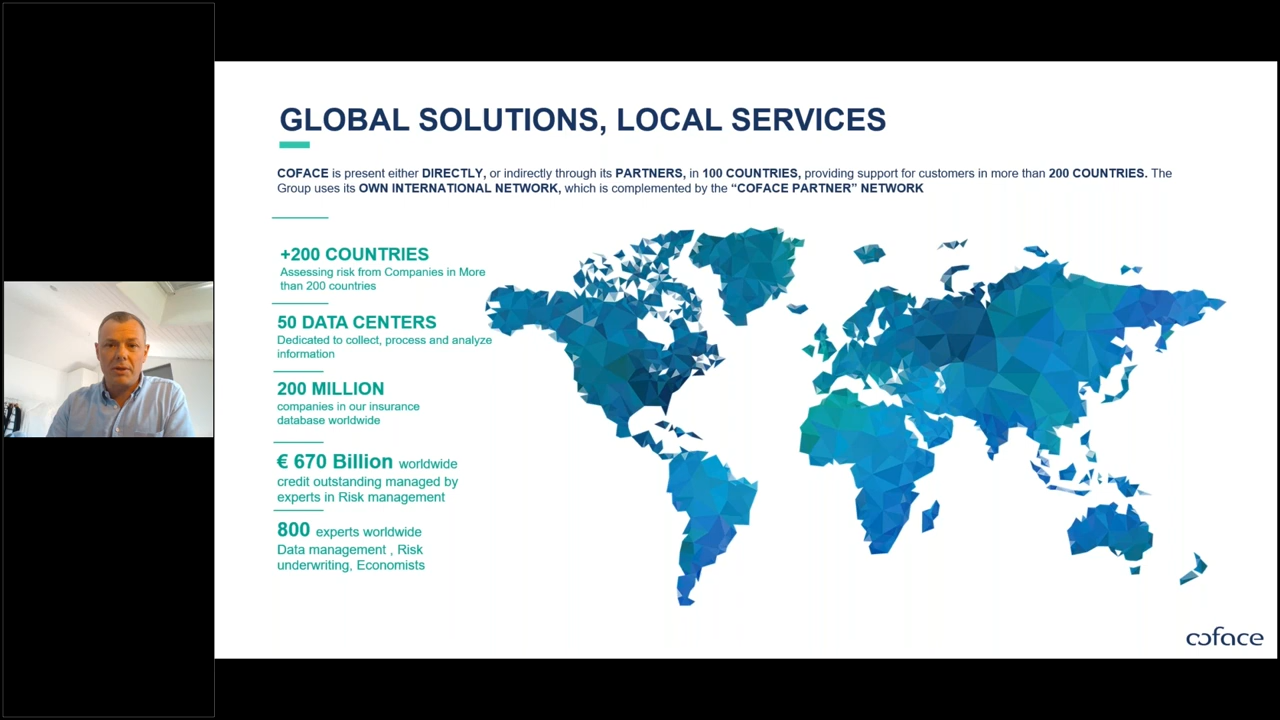 GLOBAL SOLUTIONS, LOCAL SERVICES
COFACE is present either DIRECTLY, or indirectly through its PARTNERS, in 100 COUNTRIES, providing support for customers in more than 200 COUNTRIES. The
Group uses its OWN INTERNATIONAL NETWORK, which is complemented by the “COFACE PARTNER” NETWORK
+200 COUNTRIES
Assessing risk from Companies in More
than 200 countries
50 DATA CENTERS
Dedicated to collect, process and analyze
information
200 MILLION
companies in our insurance
database worldwide
€ 670 Billion worldwide
credit outstanding managed by
experts in Risk management
800 experts worldwide
Data management , Risk
underwriting, Economists
coface